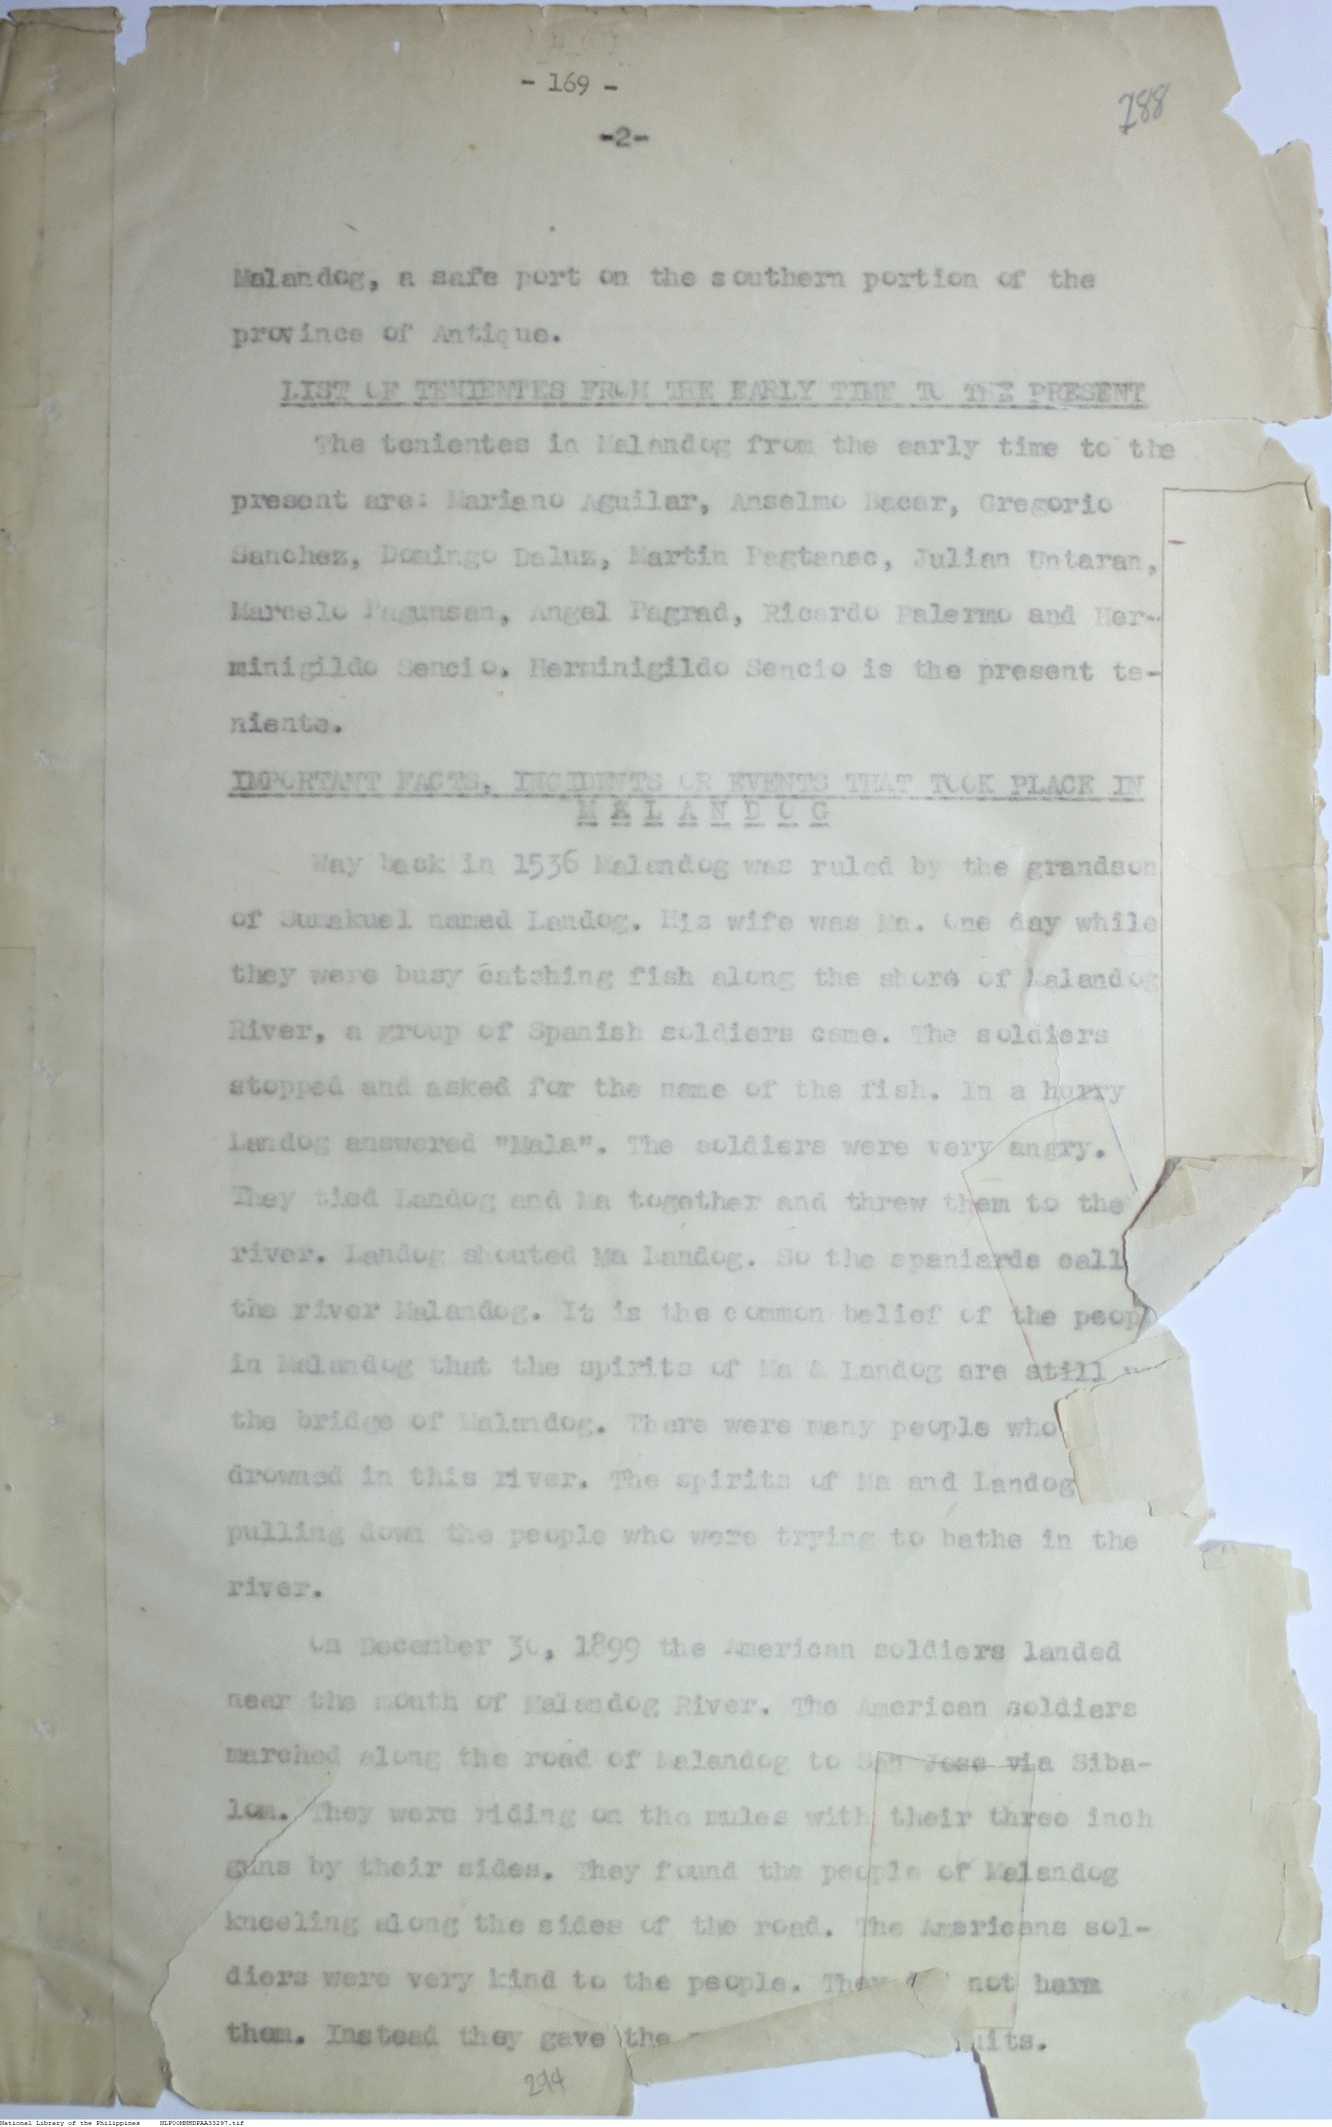 - 169 -
788
-2-
Malandog, a safe port on the southern portion of the
province of Antique.
LIST OF TENIENTES FROM THE EARLY TIME TO THE PRESENT
The tenientes in Malandog from the early time to the
present are: Mariano Aguilar, Anselmo Bacar, Gregorio
Sanchez, Domingo Daluz, Martin Pagtanac, Julian Untaran,
Marcelo Pagunsan, Angel Pagrad, Ricardo Palermo and Her-
minigildo Sencio. Herminigildo Sencio is the present te-
niente.
IMPORTANT FACTS, INCIDENTS OR EVENTS THAT TOOK PLACE IN
M A L A N D O G
Way back in 1536 Malandog was ruled by the grandson
of Sumakuel named Landog. His wife was Ma. One day while
they were busy catching fish along the shore of Malandog
River, a group of Spanish soldiers came. The soldiers
stopped and asked for the name of the fish. In a hurry
Landog answered "Mala". The soldiers were very angry.
They tied Landog and Ma together and threw them to the
river. Landog shouted Ma Landog. So the spaniards call
the river Malandog. It is the common belief of the peop
in Malandog that the spirits of Ma & Landog are still
the bridge of Malandog. There were many people who
drowned in this river. The spirits of Ma and Landog
pulling down the people who were trying to bathe in the
river.
On December 30, 1899 the American soldiers landed
near the mouth of Malandog River. The American soldiers
marched along the road of Malandog to San Jose via Siba-
lom. They were riding on the mules with their three inch
guns by their sides. They found the people of Malandog
kneeling along the sides of the road. The Americans sol-
diers were very kind to the people. They not harm
them. Instead they gave the uits.
294
National Library of the Philippines NLP00MNMDPAA33297.tif